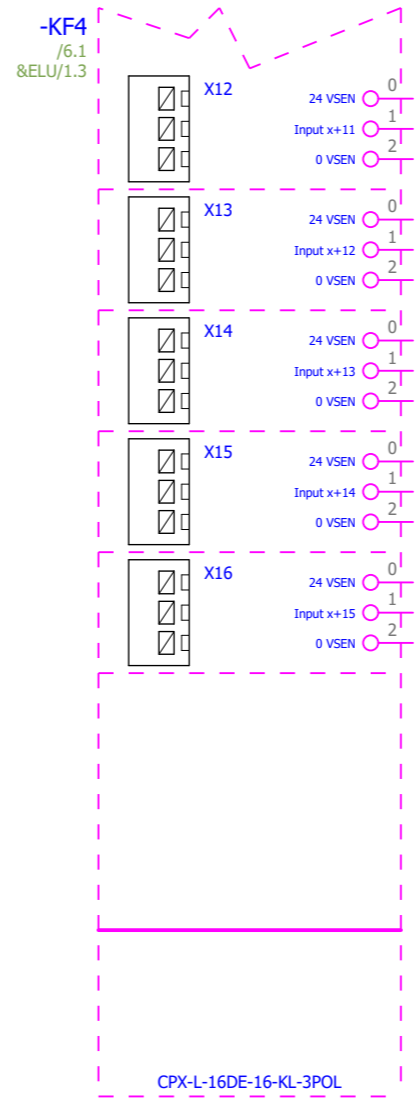 -KF4
/6.1
&ELU/1.3
X12
24 VSEN 0
Input x+11 1
0 VSEN 2
X13
24 VSEN 0
Input x+12 1
0 VSEN 2
X14
24 VSEN 0
Input x+13 1
0 VSEN 2
X15
24 VSEN 0
Input x+14 1
0 VSEN 2
X16
24 VSEN 0
Input x+15 1
0 VSEN 2
CPX-L-16DE-16-KL-3POL